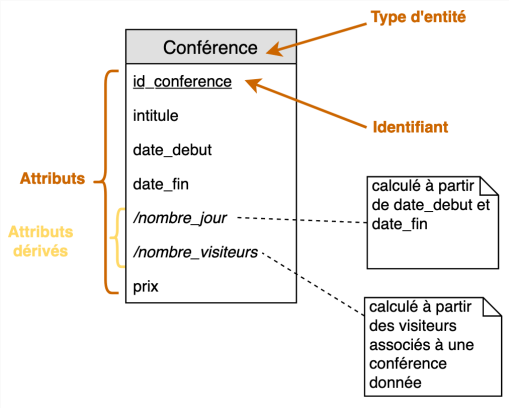 Type d'entité
Conférence
id_conference
Identifiant
intitule
date_debut
date_fin
Attributs
/nombre_jour
Attributs
dérivés
/nombre_visiteurs
prix
calculé à partir
de date_debut et
date_fin
calculé à partir
des visiteurs
associés à une
conférence
donnée